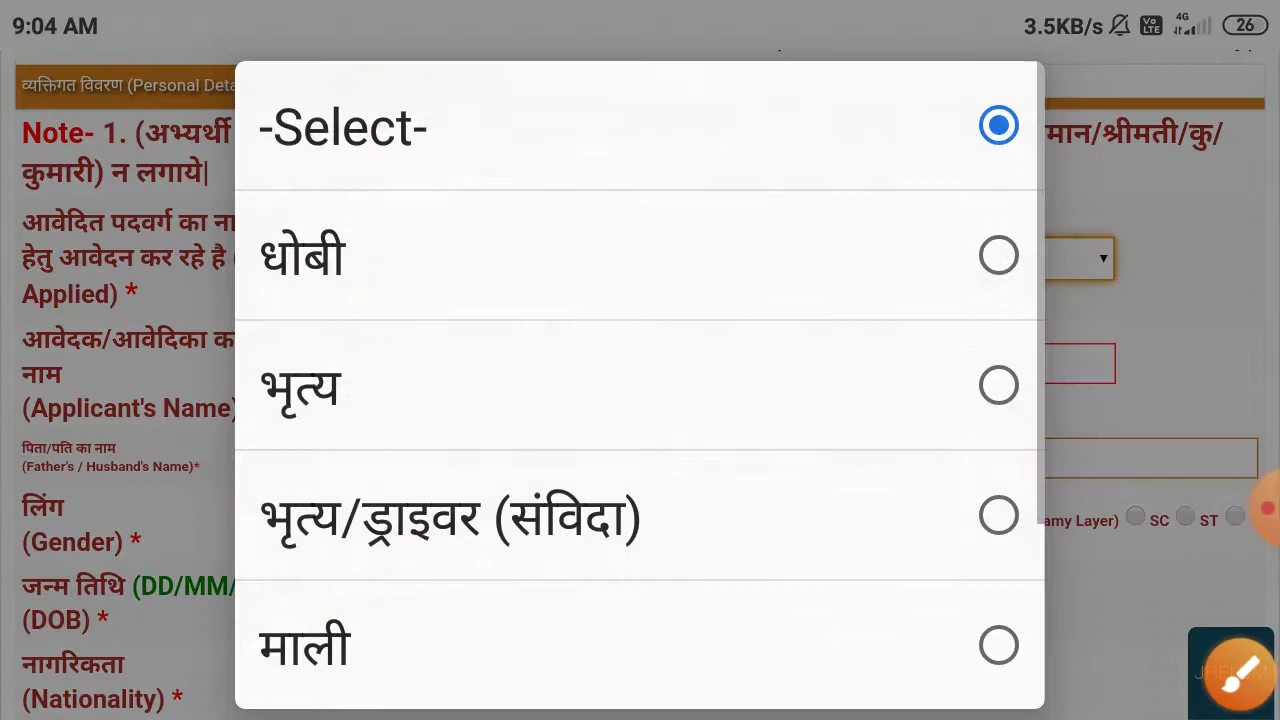 9:04 AM
3.5KB/s Vo LTE 4G 26
व्यक्तिगत विवरण (Personal Deta
Note- 1. (अभ्यर्थी
मान/श्रीमती/कु/
कुमारी) न लगाये|
आवेदित पदवर्ग का ना
हेतु आवेदन कर रहे है (
Applied) *
आवेदक/आवेदिका क
नाम
(Applicant's Name)
पिता/पति का नाम
(Father's / Husband's Name)*
लिंग
(Gender) *
amy Layer) SC ST
जन्म तिथि (DD/MM/
(DOB) *
नागरिकता
(Nationality) *
-Select-
धोबी
भृत्य
भृत्य/ड्राइवर (संविदा)
माली